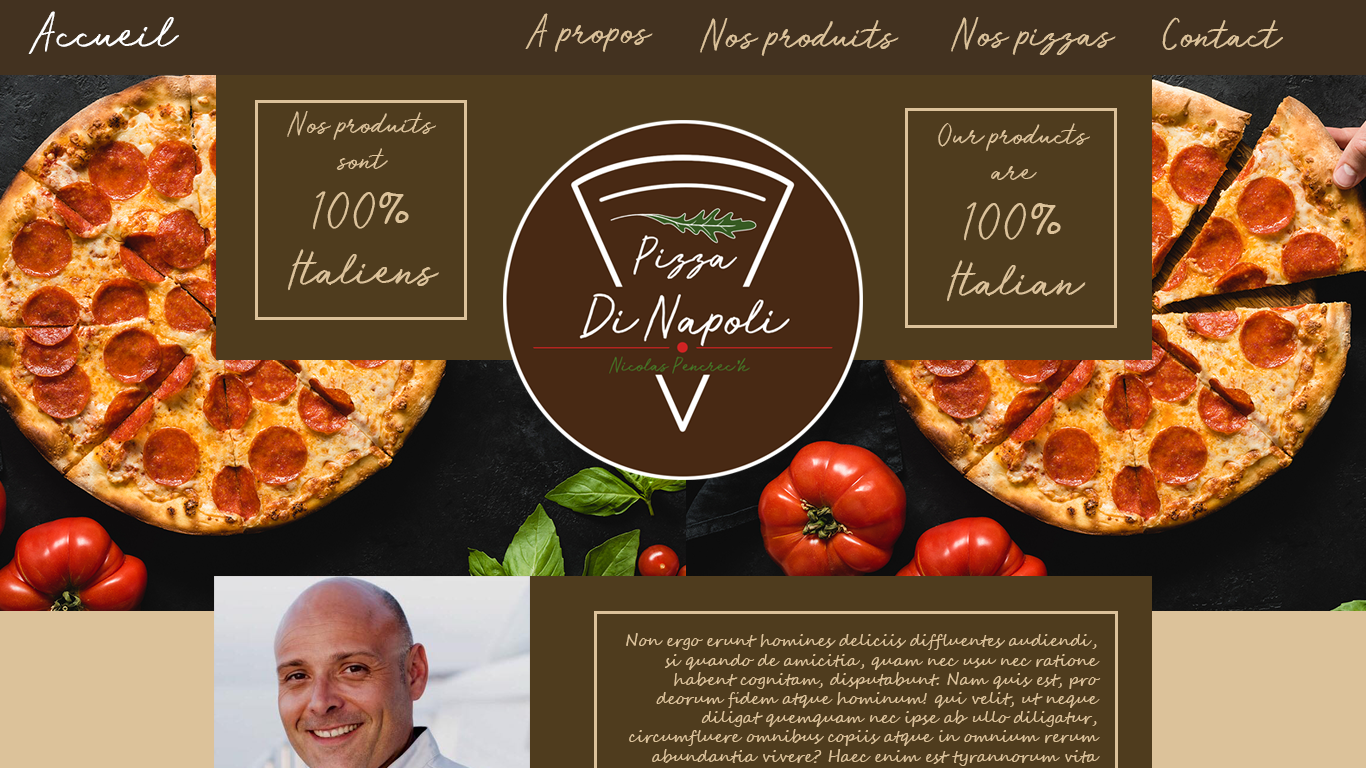 Accueil
A propos
Nos produits
Nos pizzas
Contact
Nos produits
sont
100%
Italiens
Pizza
Di Napoli
Nicolas Pencrec'h
Our products
are
100%
Italian
Non ergo erunt homines deliciis diffluentes audiendi,
si quando de amicitia, quam nec usu nec ratione
habent cognitam, disputabunt. Nam quis est, pro
deorum fidem atque hominum! qui velit, ut neque
diligat quemquam nec ipse ab ullo diligatur,
circumfluere omnibus copiis atque in omnium rerum
abundantia vivere? Haec enim est tyrannorum vita